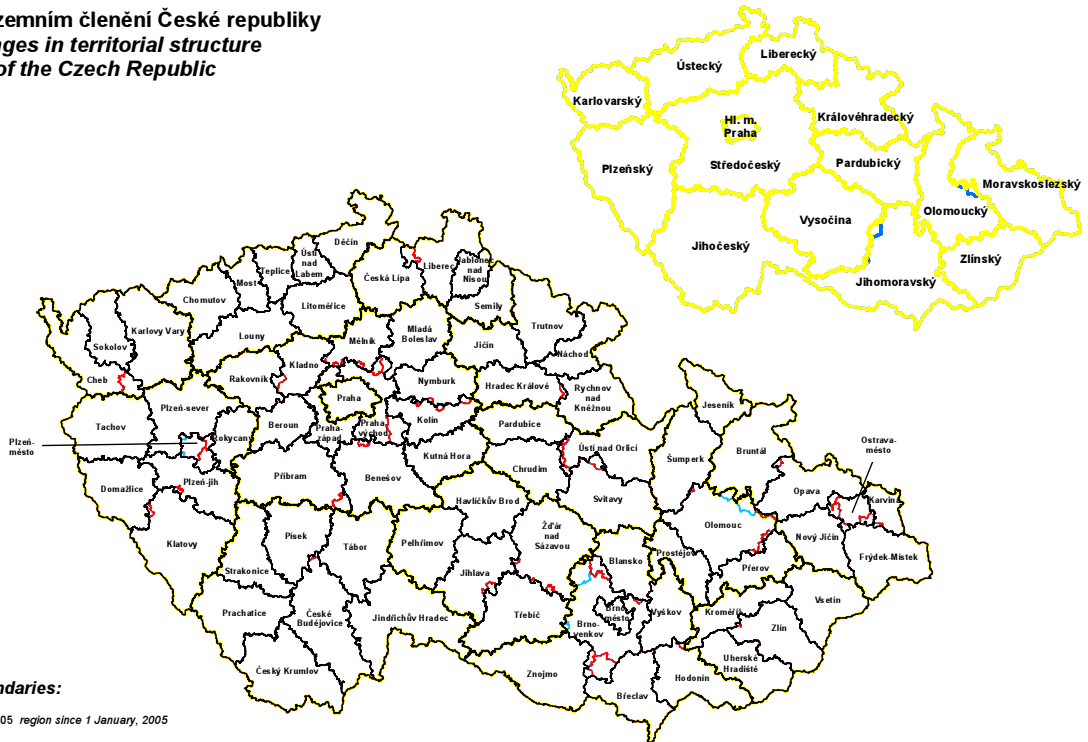 zemním členění České republiky
nges in territorial structure
of the Czech Republic
Liberecký
Ústecký
Karlovarský
Hl. m.
Praha
Královéhradecký
Plzeňský
Středočeský
Pardubický
Moravskoslezský
Olomoucký
Vysočina
Jihočeský
Zlínský
Jihomoravský
Děčín
Ústí
nad
Labem
Teplice
Most
Česká Lípa
Liberec
Jablonec
nad
Nisou
Chomutov
Litoměřice
Semily
Karlovy Vary
Sokolov
Louny
Mělník
Mladá
Boleslav
Jičín
Trutnov
Náchod
Cheb
Rakovník
Kladno
Nymburk
Hradec Králové
Rychnov
nad
Kněžnou
Praha
Plzeň-sever
Tachov
Rokycany
Beroun
Praha-
západ
Praha
východ
Kolín
Pardubice
Jeseník
Plzeň-
město
Kutná Hora
Chrudim
Ústí nad Orlicí
Šumperk
Bruntál
Ostrava-
město
Domažlice
Plzeň-jih
Příbram
Benešov
Havlíčkův Brod
Svitavy
Opava
Karviná
Klatovy
Písek
Tábor
Pelhřimov
Žďár
nad
Sázavou
Olomouc
Nový Jičín
Frýdek-Místek
Strakonice
Jihlava
Blansko
Prostějov
Přerov
Prachatice
České
Budějovice
Jindřichův Hradec
Třebíč
Brno-
venkov
Brno
město
Vyškov
Kroměříž
Vsetín
Zlín
Český Krumlov
Znojmo
Uherské
Hradiště
Hodonín
Břeclav
ndaries:
05 region since 1 January, 2005